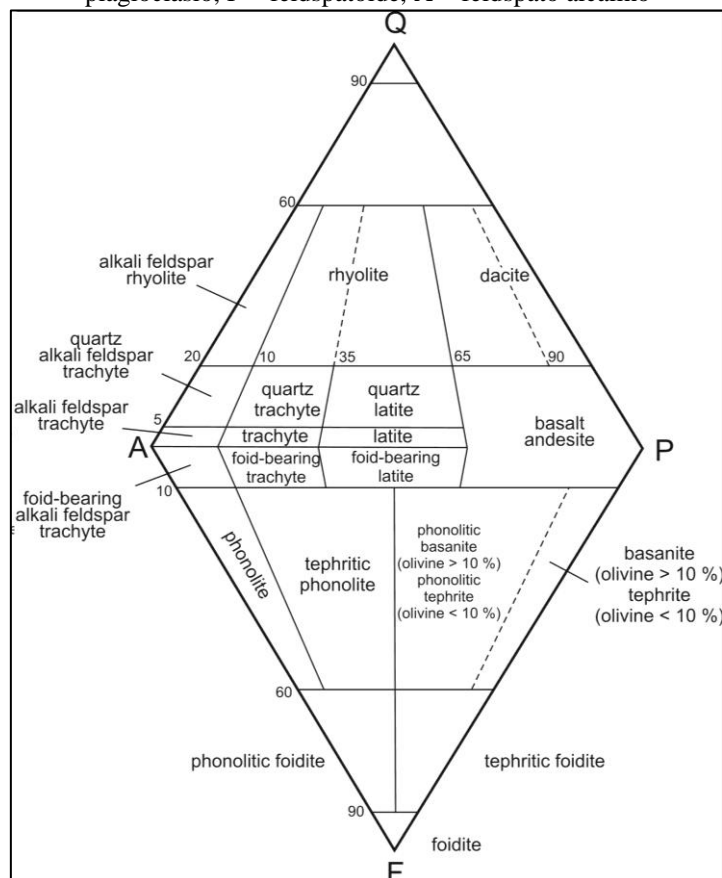 plagioclásio, F = feldspatóide, A = feldspato alcalino
Q
90
60
alkali feldspar
rhyolite
rhyolite
dacite
quartz
alkali feldspar
trachyte
20
10
35
65
90
quartz
trachyte
quartz
latite
alkali feldspar
trachyte
5
trachyte
latite
basalt
andesite
A
P
foid-bearing
trachyte
foid-bearing
latite
10
foid-bearing
alkali feldspar
trachyte
phonolite
tephritic
phonolite
phonolitic
basanite
(olivine > 10 %)
phonolitic
tephrite
(olivine < 10 %)
basanite
(olivine > 10 %)
tephrite
(olivine < 10 %)
60
phonolitic foidite
tephritic foidite
90
foidite
F